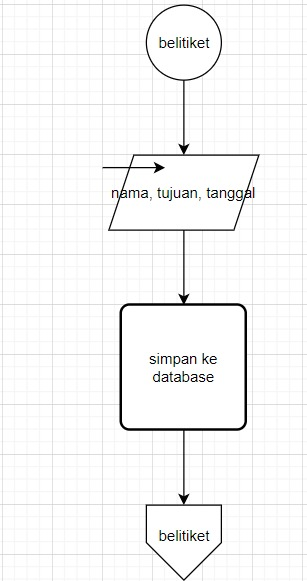 belitiket
nama, tujuan, tanggal
simpan ke
database
belitiket